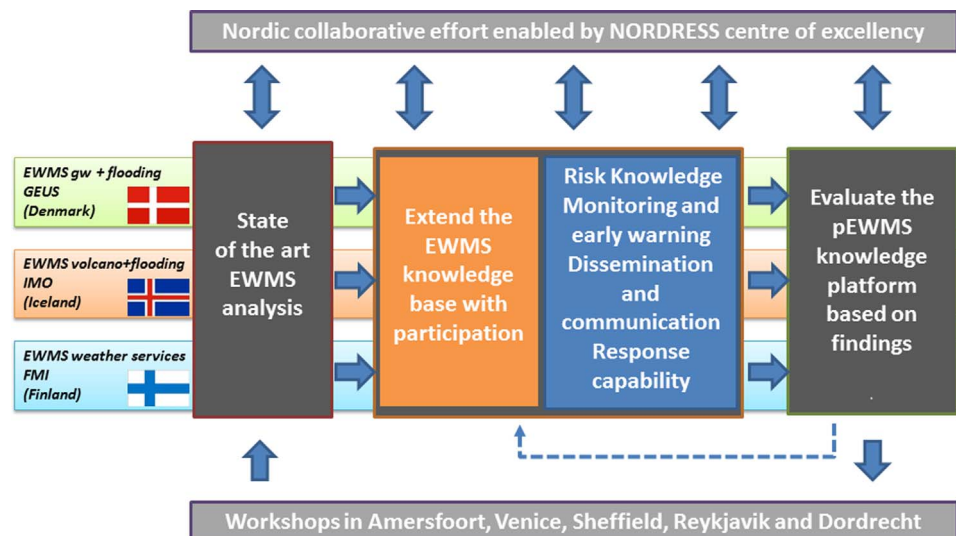 Nordic collaborative effort enabled by NORDRESS centre of excellency
EWMS gw + flooding
GEUS
(Denmark)
EWMS volcano+flooding
IMO
(Iceland)
EWMS weather services
FMI
(Finland)
State
of the art
EWMS
analysis
Extend the
EWMS
knowledge
base with
participation
Risk Knowledge
Monitoring and
early warning
Dissemination
and
communication
Response
capability
Evaluate the
pEWMS
knowledge
platform
based on
findings
.
Workshops in Amersfoort, Venice, Sheffield, Reykjavik and Dordrecht